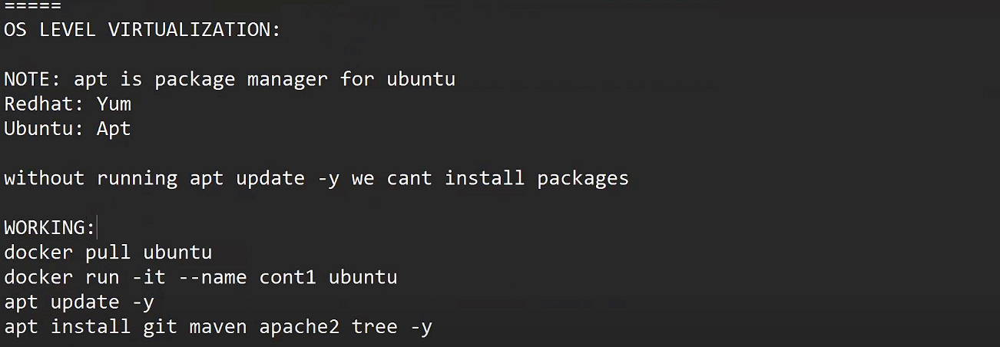 =====
OS LEVEL VIRTUALIZATION:
NOTE: apt is package manager for ubuntu
Redhat: Yum
Ubuntu: Apt
without running apt update -y we cant install packages
WORKING:
docker pull ubuntu
docker run -it --name cont1 ubuntu
apt update -y
apt install git maven apache2 tree -y